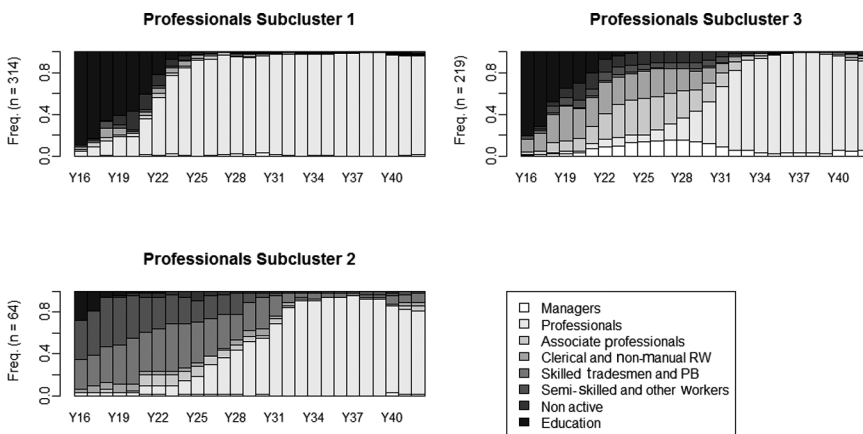 Professionals Subcluster 1
Freq. (n = 314)
0.0 0.4 0.8
Y16 Y19 Y22 Y25 Y28 Y31 Y34 Y37 Y40
Professionals Subcluster 3
Freq. (n = 219)
0.0 0.4 0.8
Y16 Y19 Y22 Y25 Y28 Y31 Y34 Y37 Y40
Professionals Subcluster 2
Freq. (n = 64)
0.0 0.4 0.8
Y16 Y19 Y22 Y25 Y28 Y31 Y34 Y37 Y40
Managers
Professionals
Associate professionals
Clerical and non-manual RW
Skilled tradesmen and PB
Semi-skilled and other workers
Non active
Education